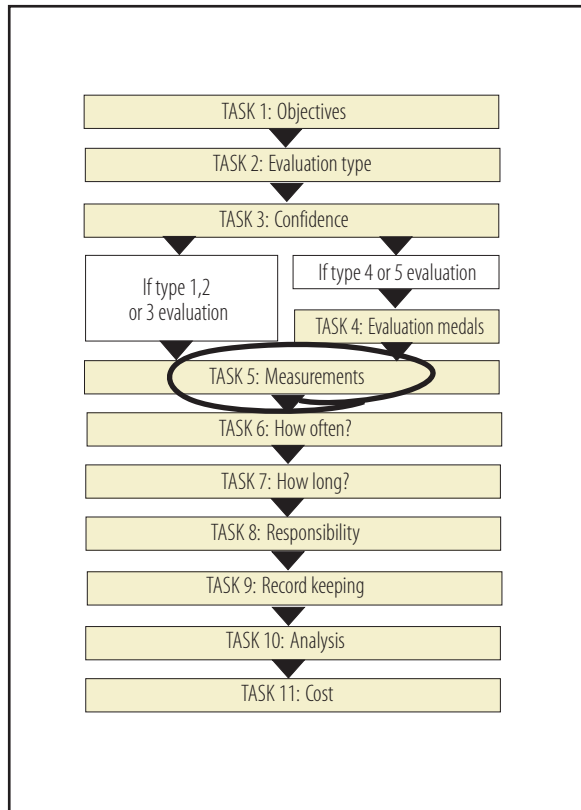 TASK 1: Objectives
TASK 2: Evaluation type
TASK 3: Confidence
If type 1,2
or 3 evaluation
If type 4 or 5 evaluation
TASK 4: Evaluation medals
TASK 5: Measurements
TASK 6: How often?
TASK 7: How long?
TASK 8: Responsibility
TASK 9: Record keeping
TASK 10: Analysis
TASK 11: Cost